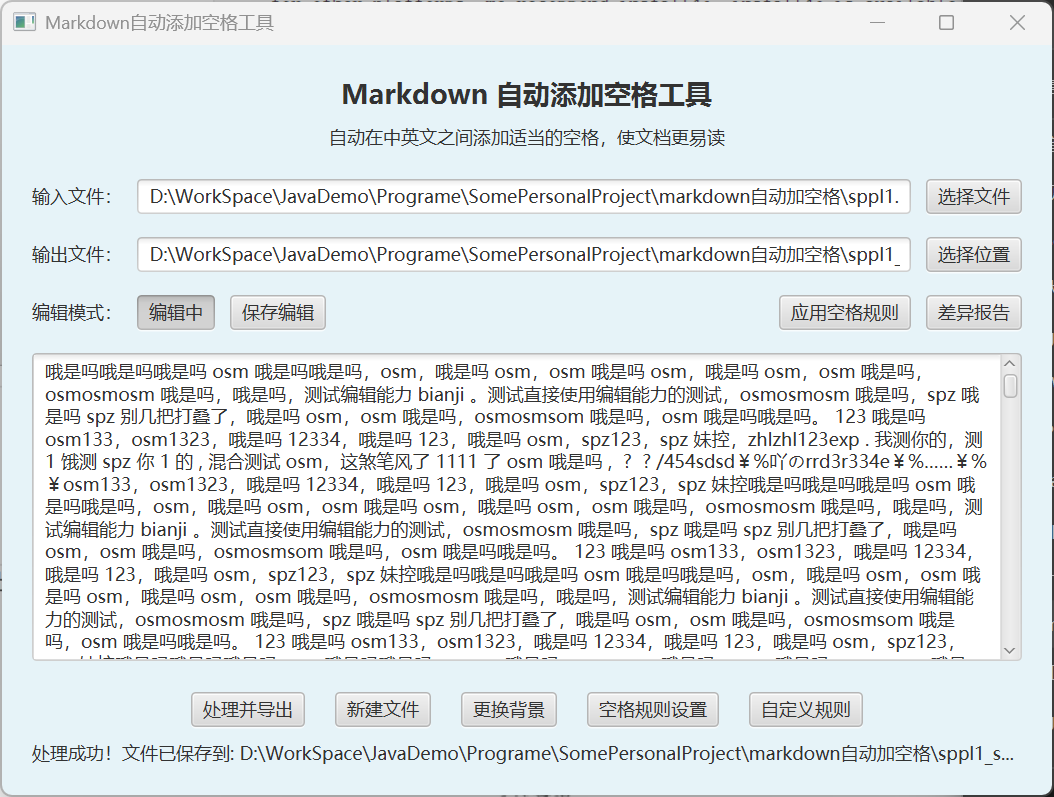 Markdown自动添加空格工具
Markdown 自动添加空格工具
自动在中英文之间添加适当的空格，使文档更易读
输入文件： D:\WorkSpace\JavaDemo\Programe\SomePersonalProject\markdown自动加空格\sppl1. 选择文件
输出文件： D:\WorkSpace\JavaDemo\Programe\SomePersonalProject\markdown自动加空格\sppl1_ 选择位置
编辑模式： 编辑中 保存编辑 应用空格规则 差异报告
哦是吗哦是吗哦是吗 osm 哦是吗哦是吗，osm，哦是吗 osm，osm 哦是吗 osm，哦是吗 osm，osm 哦是吗，
osmosmosm 哦是吗，哦是吗，测试编辑能力 bianji 。测试直接使用编辑能力的测试，osmosmosm 哦是吗，spz 哦
是吗 spz 别几把打叠了，哦是吗 osm，osm 哦是吗，osmosmsom 哦是吗，osm 哦是吗哦是吗。 123 哦是吗
osm133，osm1323，哦是吗 12334，哦是吗 123，哦是吗 osm，spz123，spz 妹控，zhlzhl123exp . 我测你的，测
1 饿测 spz 你 1 的 , 混合测试 osm，这煞笔风了 1111 了 osm 哦是吗 , ？？/454sdsd￥%吖のrrd3r334e￥%……￥%
￥osm133，osm1323，哦是吗 12334，哦是吗 123，哦是吗 osm，spz123，spz 妹控哦是吗哦是吗哦是吗 osm 哦
是吗哦是吗，osm，哦是吗 osm，osm 哦是吗 osm，哦是吗 osm，osm 哦是吗，osmosmosm 哦是吗，哦是吗，测
试编辑能力 bianji 。测试直接使用编辑能力的测试，osmosmosm 哦是吗，spz 哦是吗 spz 别几把打叠了，哦是吗
osm，osm 哦是吗，osmosmsom 哦是吗，osm 哦是吗哦是吗。 123 哦是吗 osm133，osm1323，哦是吗 12334，
哦是吗 123，哦是吗 osm，spz123，spz 妹控哦是吗哦是吗哦是吗 osm 哦是吗哦是吗，osm，哦是吗 osm，osm 哦
是吗 osm，哦是吗 osm，osm 哦是吗，osmosmosm 哦是吗，哦是吗，测试编辑能力 bianji 。测试直接使用编辑能
力的测试，osmosmosm 哦是吗，spz 哦是吗 spz 别几把打叠了，哦是吗 osm，osm 哦是吗，osmosmsom 哦是
吗，osm 哦是吗哦是吗。 123 哦是吗 osm133，osm1323，哦是吗 12334，哦是吗 123，哦是吗 osm，spz123，
处理并导出 新建文件 更换背景 空格规则设置 自定义规则
处理成功！文件已保存到: D:\WorkSpace\JavaDemo\Programe\SomePersonalProject\markdown自动加空格\sppl1_s...